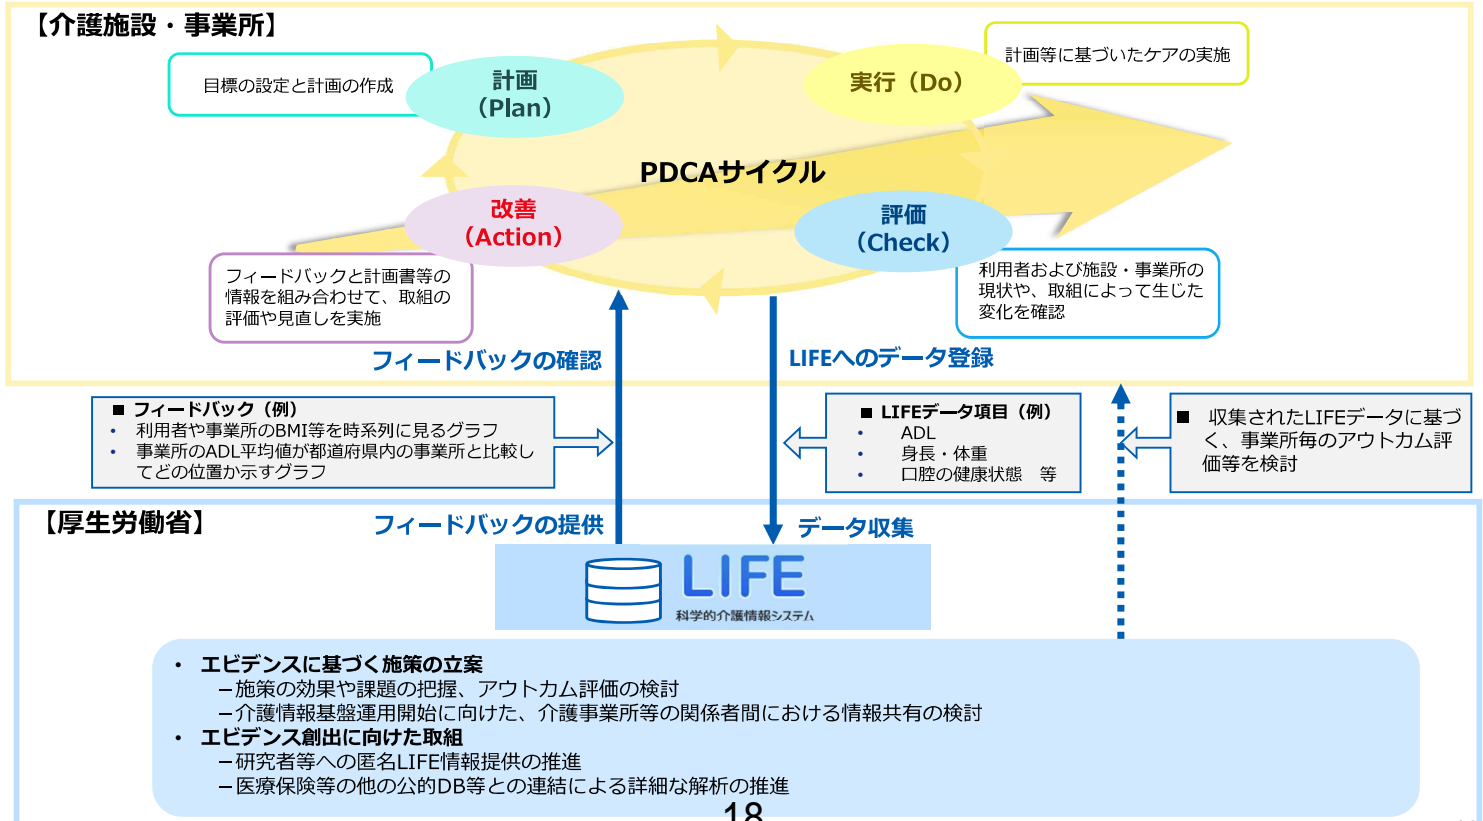 【介護施設・事業所】
目標の設定と計画の作成
計画
（Plan）
実行（Do）
計画等に基づいたケアの実施
PDCAサイクル
改善
（Action）
評価
（Check）
フィードバックと計画書等の
情報を組み合わせて、取組の
評価や見直しを実施
利用者および施設・事業所の
現状や、取組によって生じた
変化を確認
フィードバックの確認
LIFEへのデータ登録
■ フィードバック（例）
• 利用者や事業所のBMI等を時系列に見るグラフ
• 事業所のADL平均値が都道府県内の事業所と比較し
てどの位置か示すグラフ
■ LIFEデータ項目（例）
• ADL
• 身長・体重
• 口腔の健康状態　等
■ 収集されたLIFEデータに基づ
く、事業所毎のアウトカム評
価等を検討
【厚生労働省】
フィードバックの提供
データ収集
LIFE
科学的介護情報システム
• エビデンスに基づく施策の立案
－施策の効果や課題の把握、アウトカム評価の検討
－介護情報基盤運用開始に向けた、介護事業所等の関係者間における情報共有の検討
• エビデンス創出に向けた取組
－研究者等への匿名LIFE情報提供の推進
－医療保険等の他の公的DB等との連結による詳細な解析の推進
18